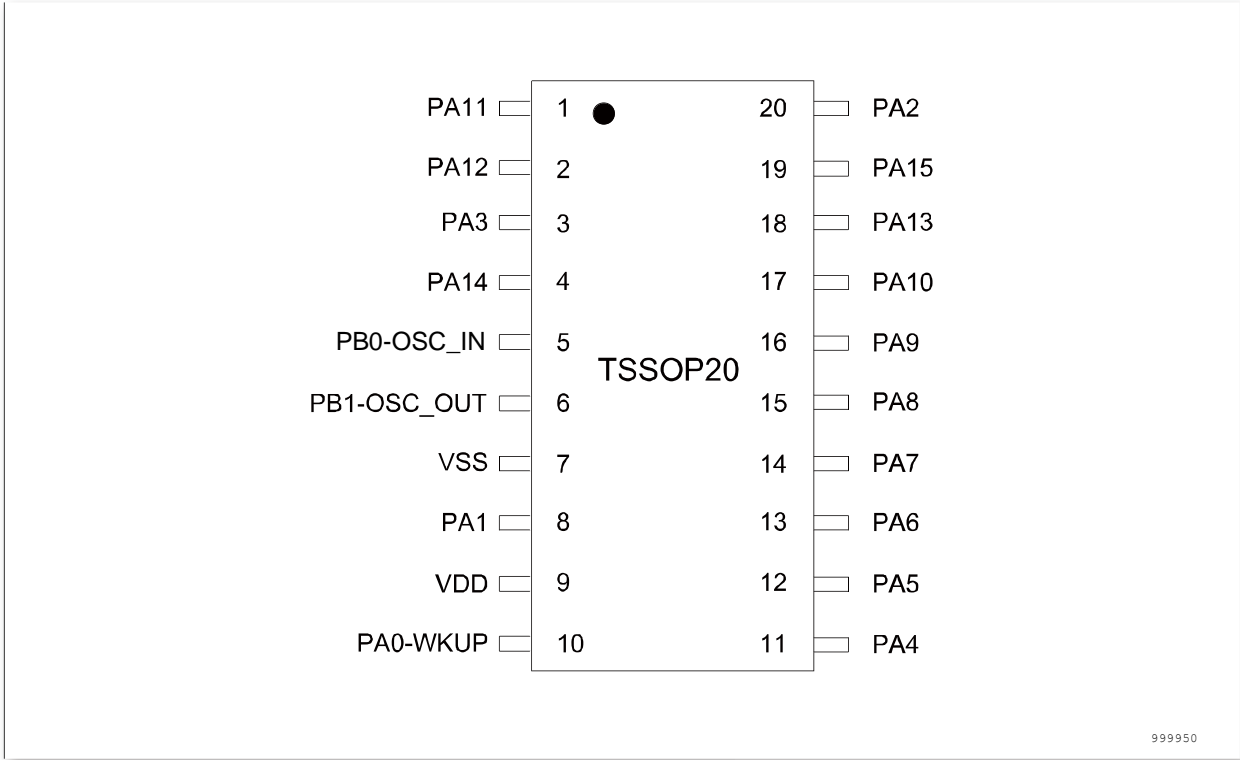 PA11 1 20 PA2
PA12 2 19 PA15
PA3 3 18 PA13
PA14 4 17 PA10
PB0-OSC_IN 5 16 PA9
TSSOP20
PB1-OSC_OUT 6 15 PA8
VSS 7 14 PA7
PA1 8 13 PA6
VDD 9 12 PA5
PA0-WKUP 10 11 PA4
999950